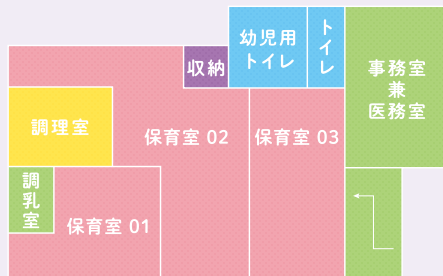 幼児用
トイレ
トイレ
収納
事務室
兼
医務室
調理室
保育室 02
保育室 03
調乳室
保育室 01